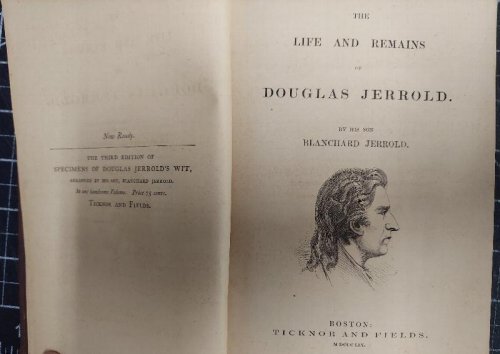 Now Ready.
THE THIRD EDITION OF
SPECIMENS OF DOUGLAS JERROLD'S WIT,
ARRANGED BY HIS SON, BLANCHARD JERROLD.
In one handsome Volume. Price 75 cents.
TICKNOR AND FIELDS.
THE
LIFE AND REMAINS
OF
DOUGLAS JERROLD.
BY HIS SON
BLANCHARD JERROLD.
BOSTON:
TICKNOR AND FIELDS.
MDCCCLIX.